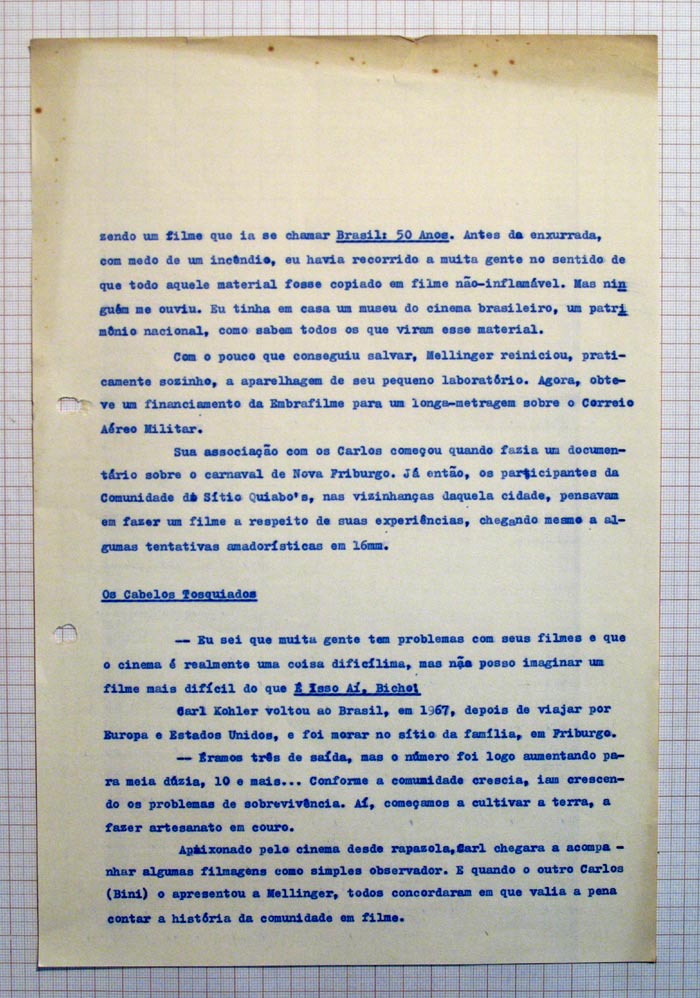 zendo um filme que ia se chamar Brasil: 50 Anos. Antes da enxurrada,
com medo de um incêndio, eu havia recorrido a muita gente no sentido de
que todo aquele material fosse copiado em filme não-inflamável. Mas nin
guém me ouviu. Eu tinha em casa um museu do cinema brasileiro, um patri
mônio nacional, como sabem todos os que viram esse material.
Com o pouco que conseguiu salvar, Mellinger reiniciou, prati-
camente sozinho, a aparelhagem de seu pequeno laboratório. Agora, obte-
ve um financiamento da Embrafilme para um longa-metragem sobre o Correio
Aéreo Militar.
Sua associação com os Carlos começou quando fazia um documen-
tário sobre o carnaval de Nova Friburgo. Já então, os participantes da
Comunidade do Sítio Quiabo's, nas vizinhanças daquela cidade, pensavam
em fazer um filme a respeito de suas experiências, chegando mesmo a al-
gumas tentativas amadorísticas em 16mm.
Os Cabelos Tosquiados
-- Eu sei que muita gente tem problemas com seus filmes e que
o cinema é realmente uma coisa dificílima, mas não posso imaginar um
filme mais difícil do que É Isso Aí, Bicho!
Carl Kohler voltou ao Brasil, em 1967, depois de viajar por
Europa e Estados Unidos, e foi morar no sítio da família, em Friburgo.
-- Éramos três de saída, mas o número foi logo aumentando pa-
ra meia dúzia, 10 e mais... Conforme a comunidade crescia, iam crescen-
do os problemas de sobrevivência. Aí, começamos a cultivar a terra, a
fazer artesanato em couro.
Apaixonado pelo cinema desde rapazola, Carl chegara a acompa -
nhar algumas filmagens como simples observador. E quando o outro Carlos
(Bini) o apresentou a Mellinger, todos concordaram em que valia a pena
contar a história da comunidade em filme.